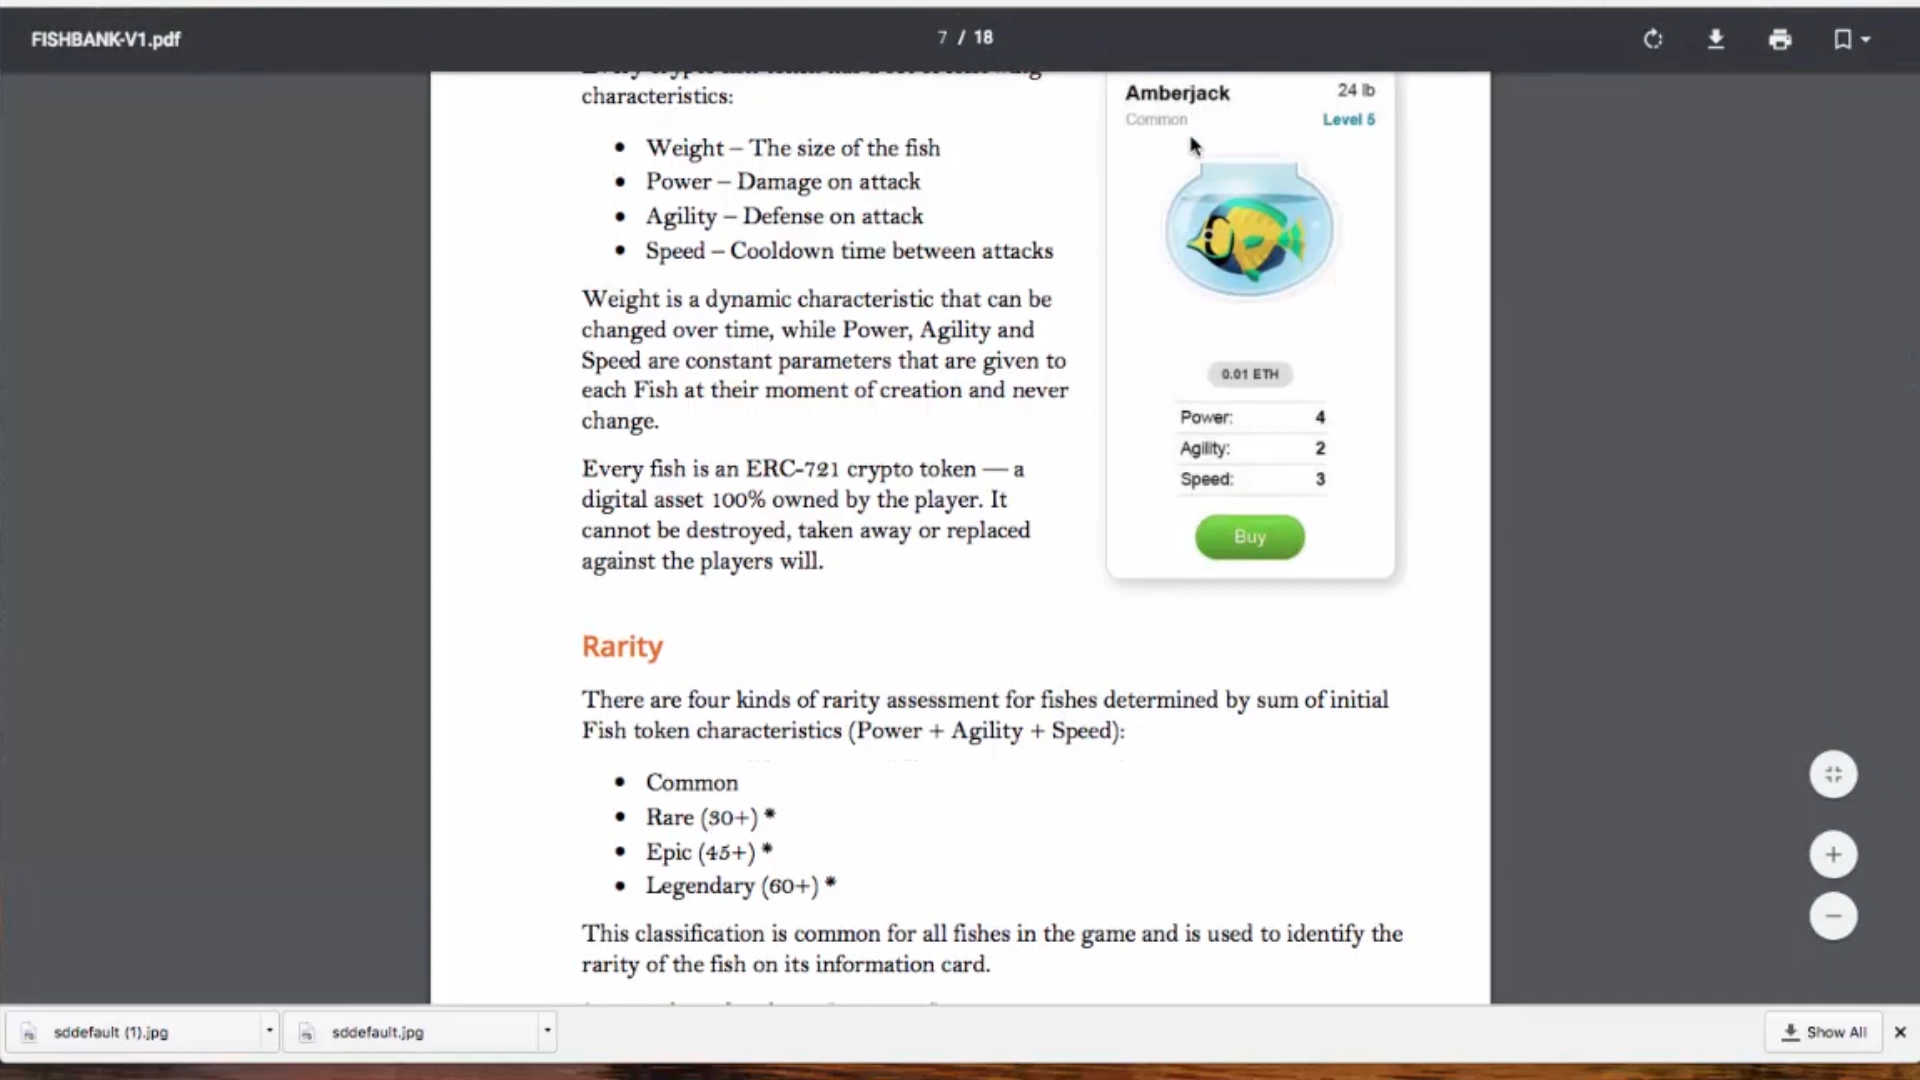 FISHBANK-V1.pdf
7 / 18
characteristics:
• Weight – The size of the fish
• Power – Damage on attack
• Agility – Defense on attack
• Speed – Cooldown time between attacks
Weight is a dynamic characteristic that can be
changed over time, while Power, Agility and
Speed are constant parameters that are given to
each Fish at their moment of creation and never
change.
Every fish is an ERC-721 crypto token — a
digital asset 100% owned by the player. It
cannot be destroyed, taken away or replaced
against the players will.
Amberjack
24 lb
Common
Level 5
0.01 ETH
Power: 4
Agility: 2
Speed: 3
Buy
Rarity
There are four kinds of rarity assessment for fishes determined by sum of initial
Fish token characteristics (Power + Agility + Speed):
• Common
• Rare (30+) *
• Epic (45+) *
• Legendary (60+) *
This classification is common for all fishes in the game and is used to identify the
rarity of the fish on its information card.
sddefault (1).jpg
sddefault.jpg
Show All